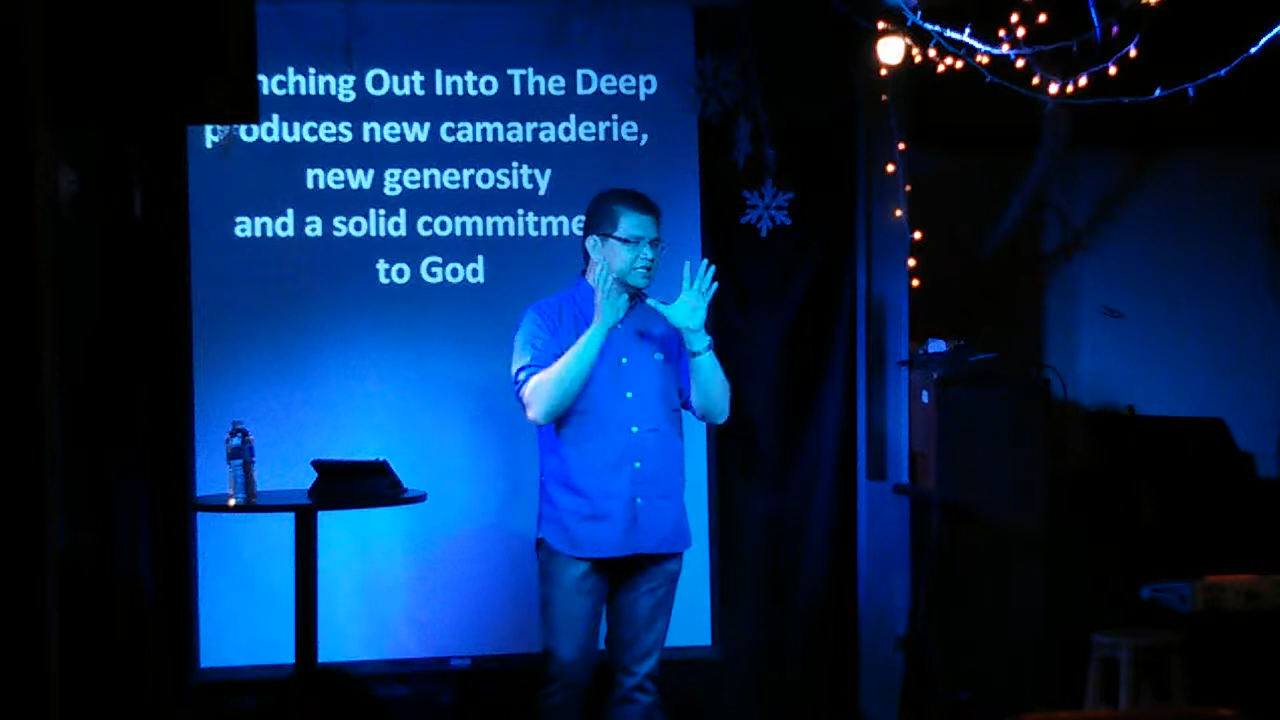 nching Out Into The Deep
produces new camaraderie,
new generosity
and a solid commitme
to God